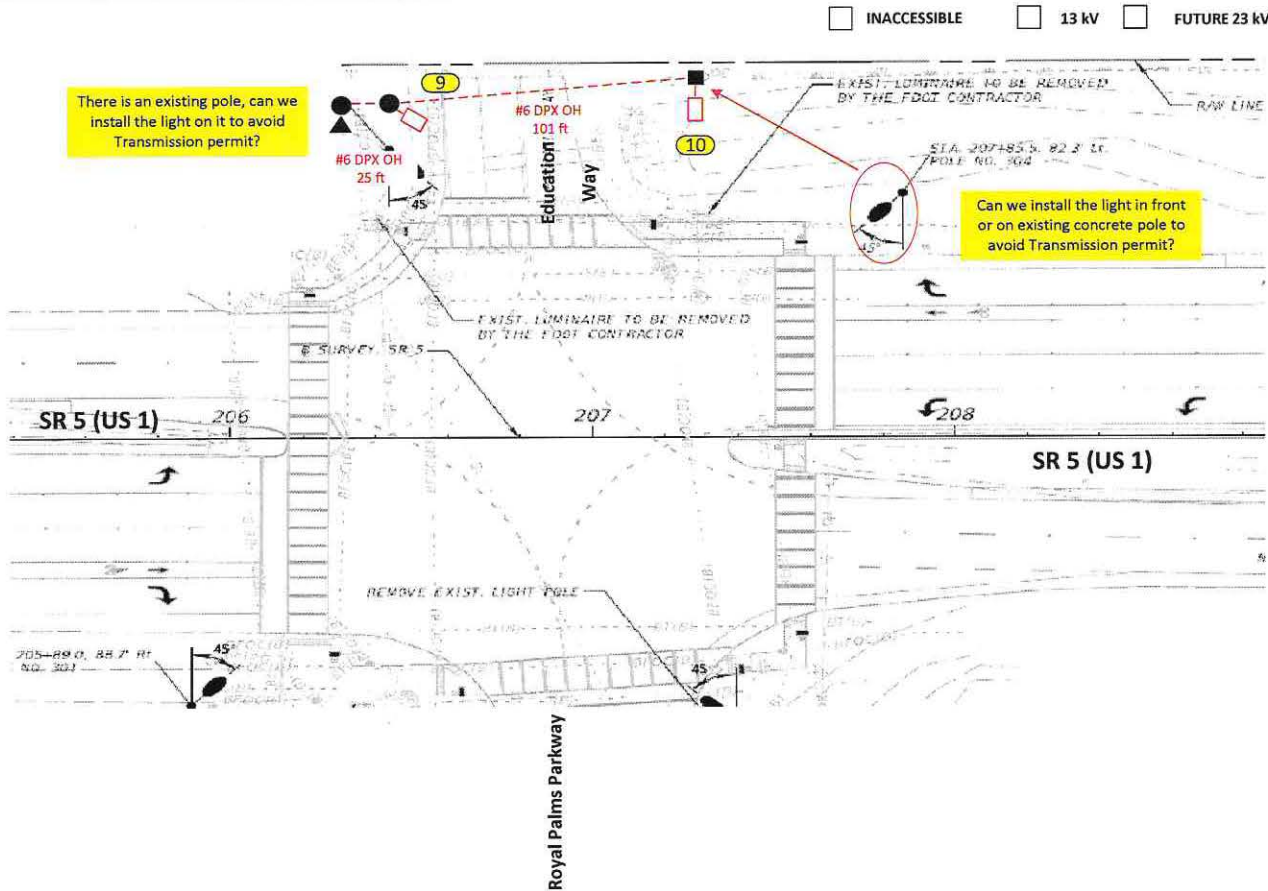 INACCESSIBLE
13 kV
FUTURE 23 kV
There is an existing pole, can we
install the light on it to avoid
Transmission permit?
9
#6 DPX OH
25 ft
#6 DPX OH
101 ft
10
EXIST. LUMINAIRE TO BE REMOVED
BY THE FDOT CONTRACTOR
R/W LINE
STA. 207+85.5, 82.3' Lt.
POLE NO. 304
45°
Can we install the light in front
or on existing concrete pole to
avoid Transmission permit?
45
Education
Way
EXIST. LUMINAIRE TO BE REMOVED
BY THE FDOT CONTRACTOR
℄ SURVEY, SR 5
SR 5 (US 1)
206
207
208
SR 5 (US 1)
REMOVE EXIST. LIGHT POLE
205+89.0, 88.7' Rt
NO. 301
45°
45
Royal Palms Parkway